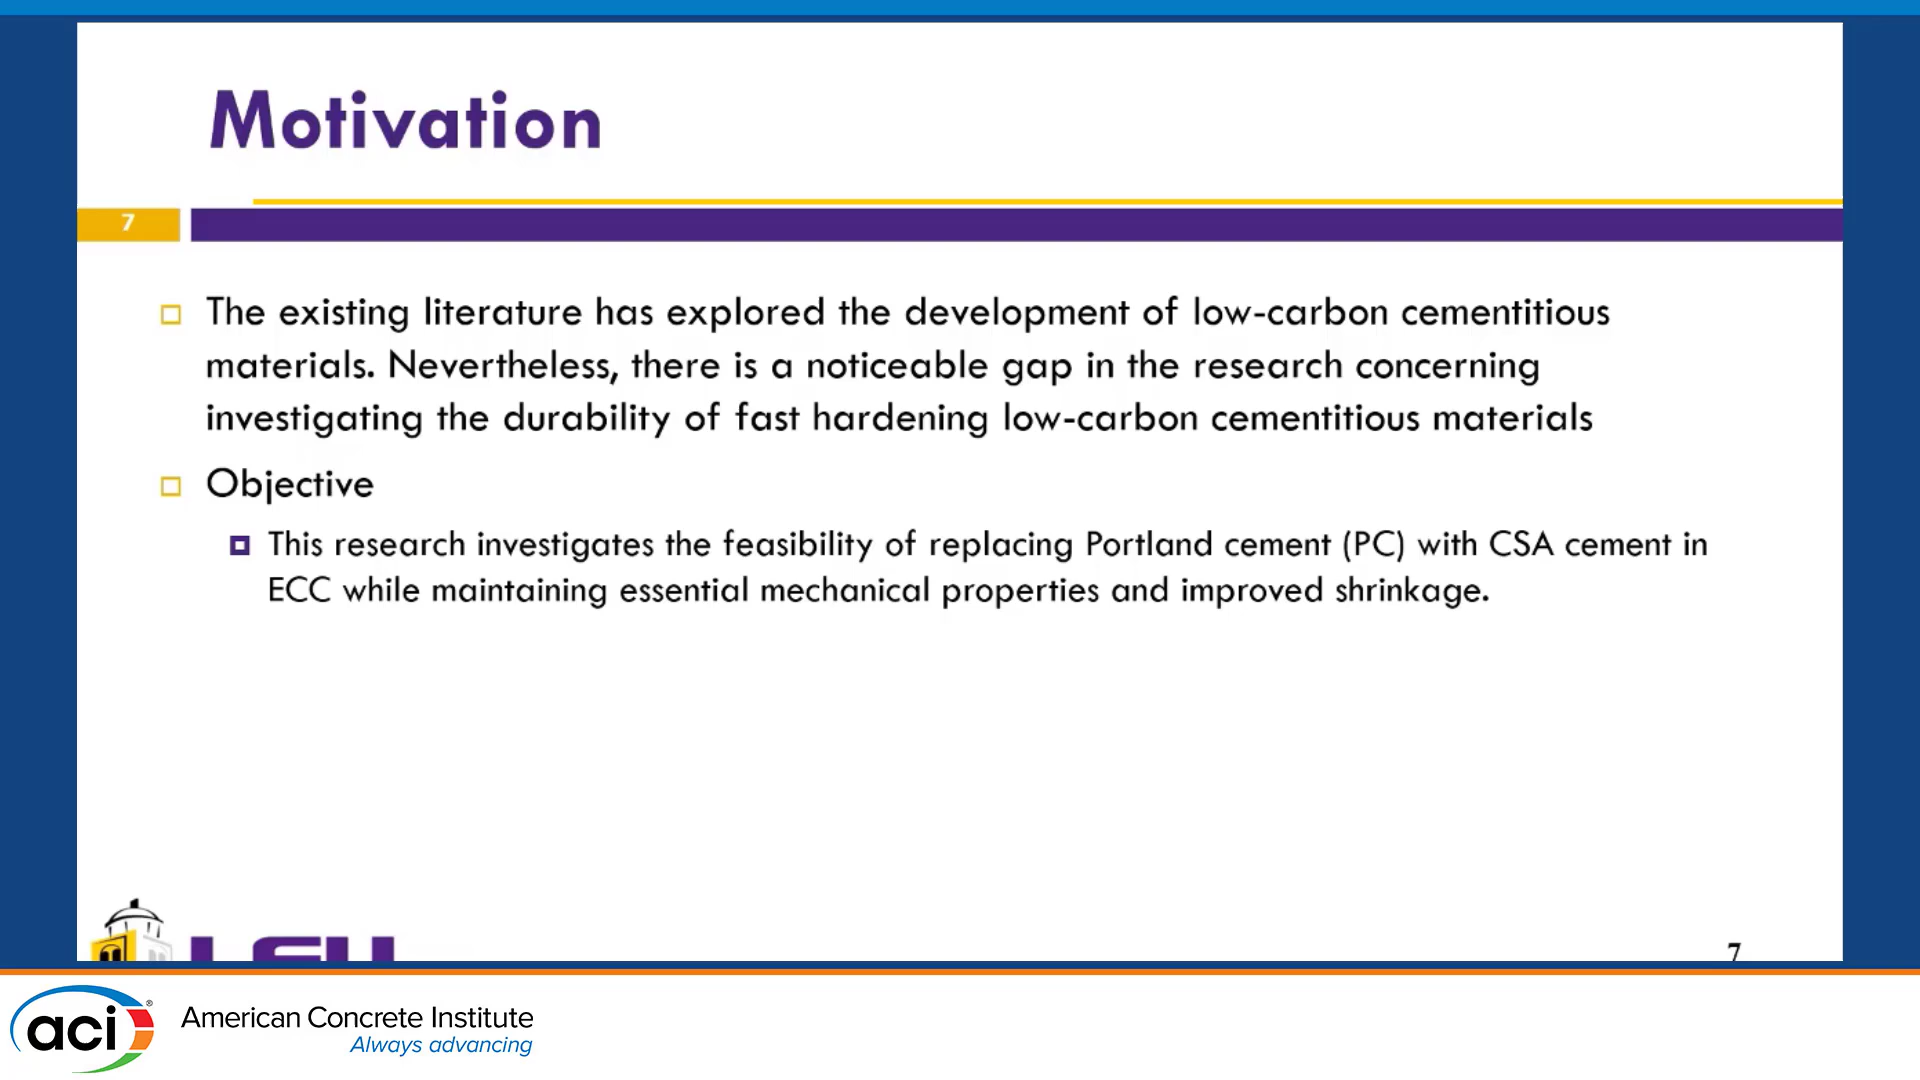 Motivation
7
The existing literature has explored the development of low-carbon cementitious
materials. Nevertheless, there is a noticeable gap in the research concerning
investigating the durability of fast hardening low-carbon cementitious materials
Objective
This research investigates the feasibility of replacing Portland cement (PC) with CSA cement in
ECC while maintaining essential mechanical properties and improved shrinkage.
LSU
7
aci®
American Concrete Institute
Always advancing